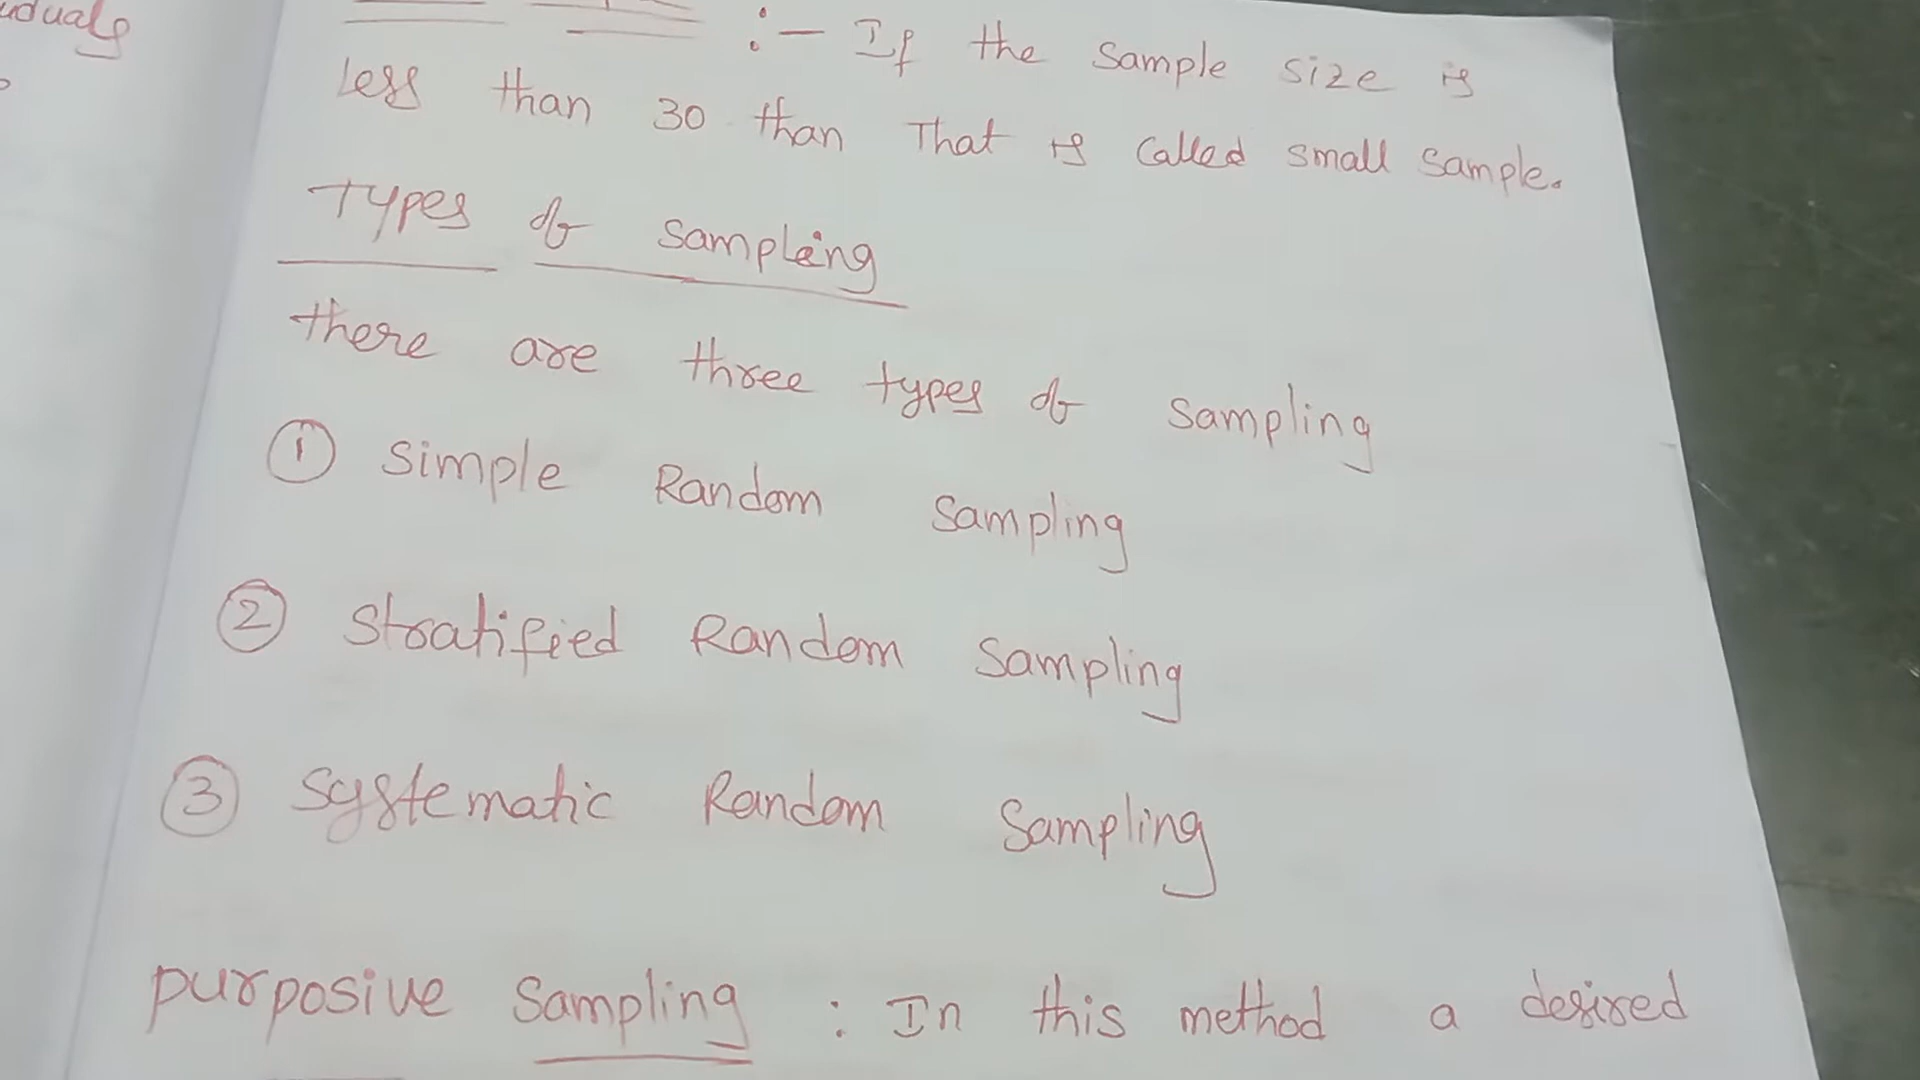 :- If the sample size is
less than 30 than That is called small sample.
Types of sampling
there are three types of sampling
① simple Random sampling
② Stratified Random sampling
③ Systematic Random Sampling
purposive Sampling : In this method a desired